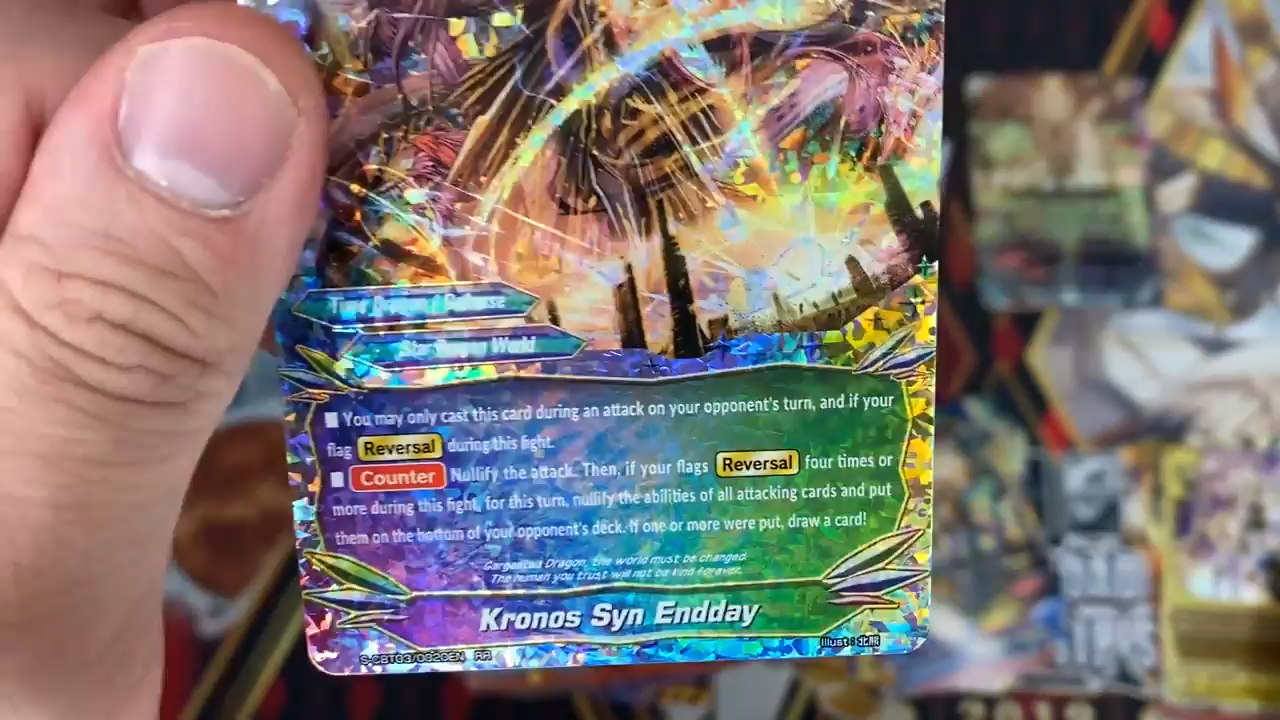 Star Dragon World
■ You may only cast this card during an attack on your opponent's turn, and if your
flag Reversal during this fight.
■ Counter Nullify the attack. Then, if your flags Reversal four times or
more during this fight, for this turn, nullify the abilities of all attacking cards and put
them on the bottom of your opponent's deck. If one or more were put, draw a card!
Gargantua Dragon, the world must be changed.
The human you trust will not be kind forever.
Kronos Syn Endday
S-CBT03/0020EN RR
Illust: